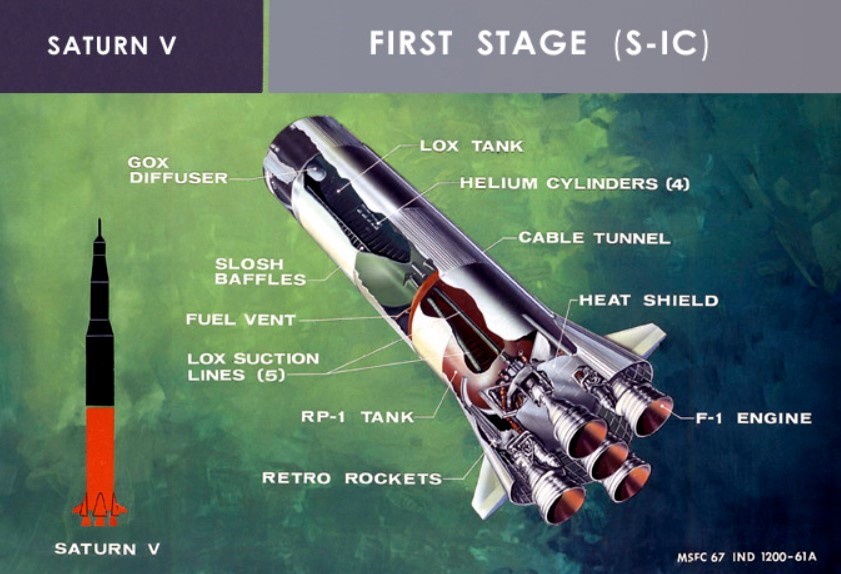 SATURN V
FIRST STAGE (S-IC)
GOX
DIFFUSER
LOX TANK
HELIUM CYLINDERS (4)
CABLE TUNNEL
SLOSH
BAFFLES
HEAT SHIELD
FUEL VENT
LOX SUCTION
LINES (5)
RP-1 TANK
F-1 ENGINE
RETRO ROCKETS
SATURN V
MSFC 67 IND 1200-61A